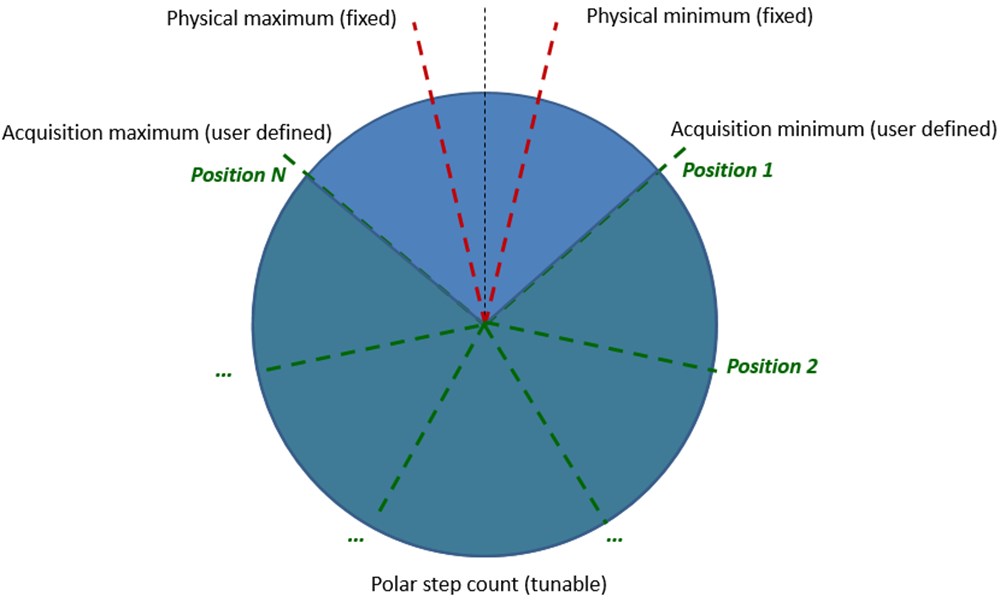 Physical maximum (fixed)
Physical minimum (fixed)
Acquisition maximum (user defined)
Acquisition minimum (user defined)
Position N
Position 1
...
Position 2
...
...
Polar step count (tunable)